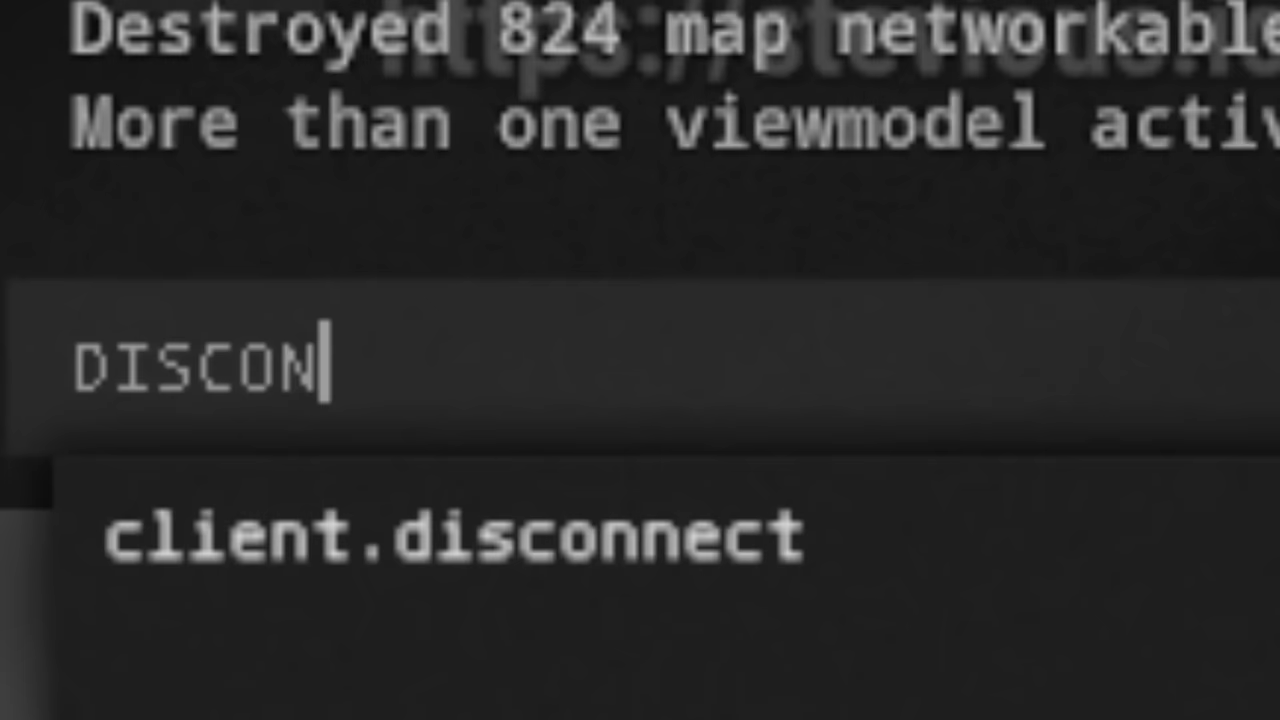 Destroyed 824 map networkable
More than one viewmodel activ
DISCON
client.disconnect